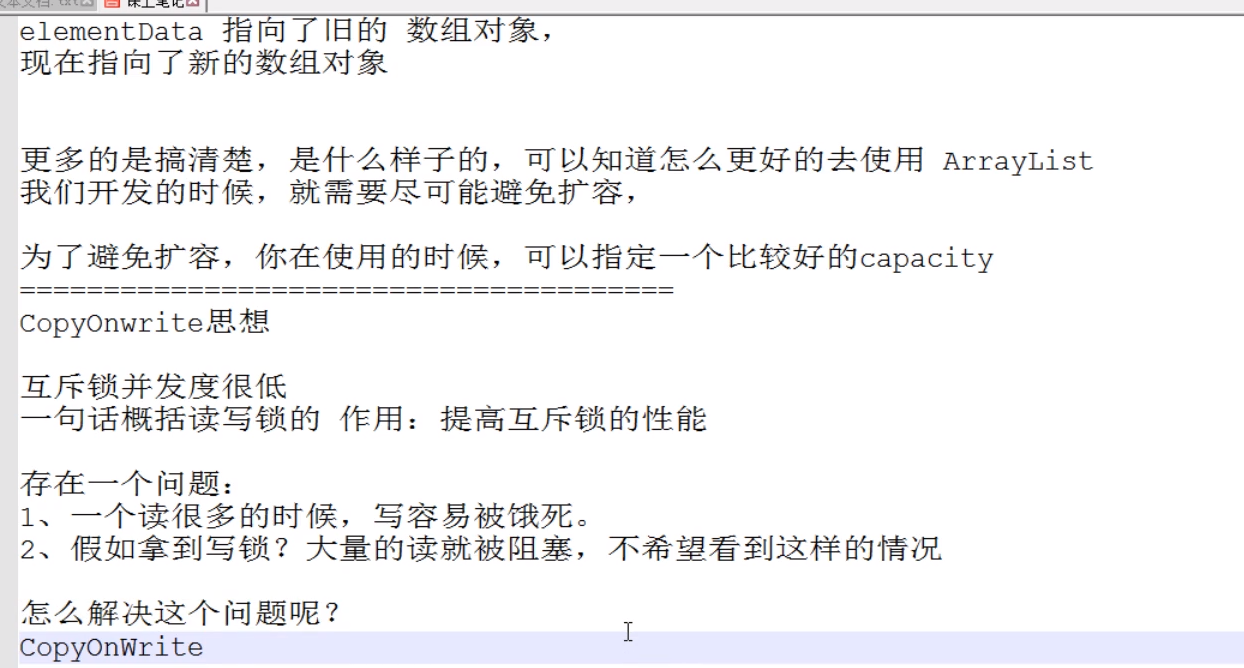 课上笔记
elementData 指向了旧的 数组对象，
现在指向了新的数组对象
更多的是搞清楚，是什么样子的，可以知道怎么更好的去使用 ArrayList
我们开发的时候，就需要尽可能避免扩容，
为了避免扩容，你在使用的时候，可以指定一个比较好的capacity
=======================================
CopyOnwrite思想
互斥锁并发度很低
一句话概括读写锁的 作用：提高互斥锁的性能
存在一个问题：
1、一个读很多的时候，写容易被饿死。
2、假如拿到写锁？大量的读就被阻塞，不希望看到这样的情况
怎么解决这个问题呢？
CopyOnWrite